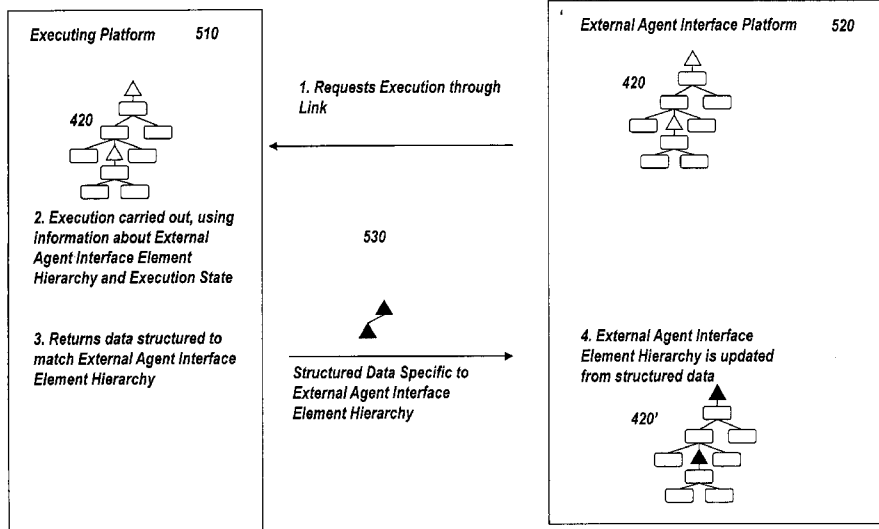 Executing Platform 510
420
2. Execution carried out, using
information about External
Agent Interface Element
Hierarchy and Execution State
3. Returns data structured to
match External Agent Interface
Element Hierarchy
1. Requests Execution through
Link
530
Structured Data Specific to
External Agent Interface
Element Hierarchy
External Agent Interface Platform 520
420
4. External Agent Interface
Element Hierarchy is updated
from structured data
420'